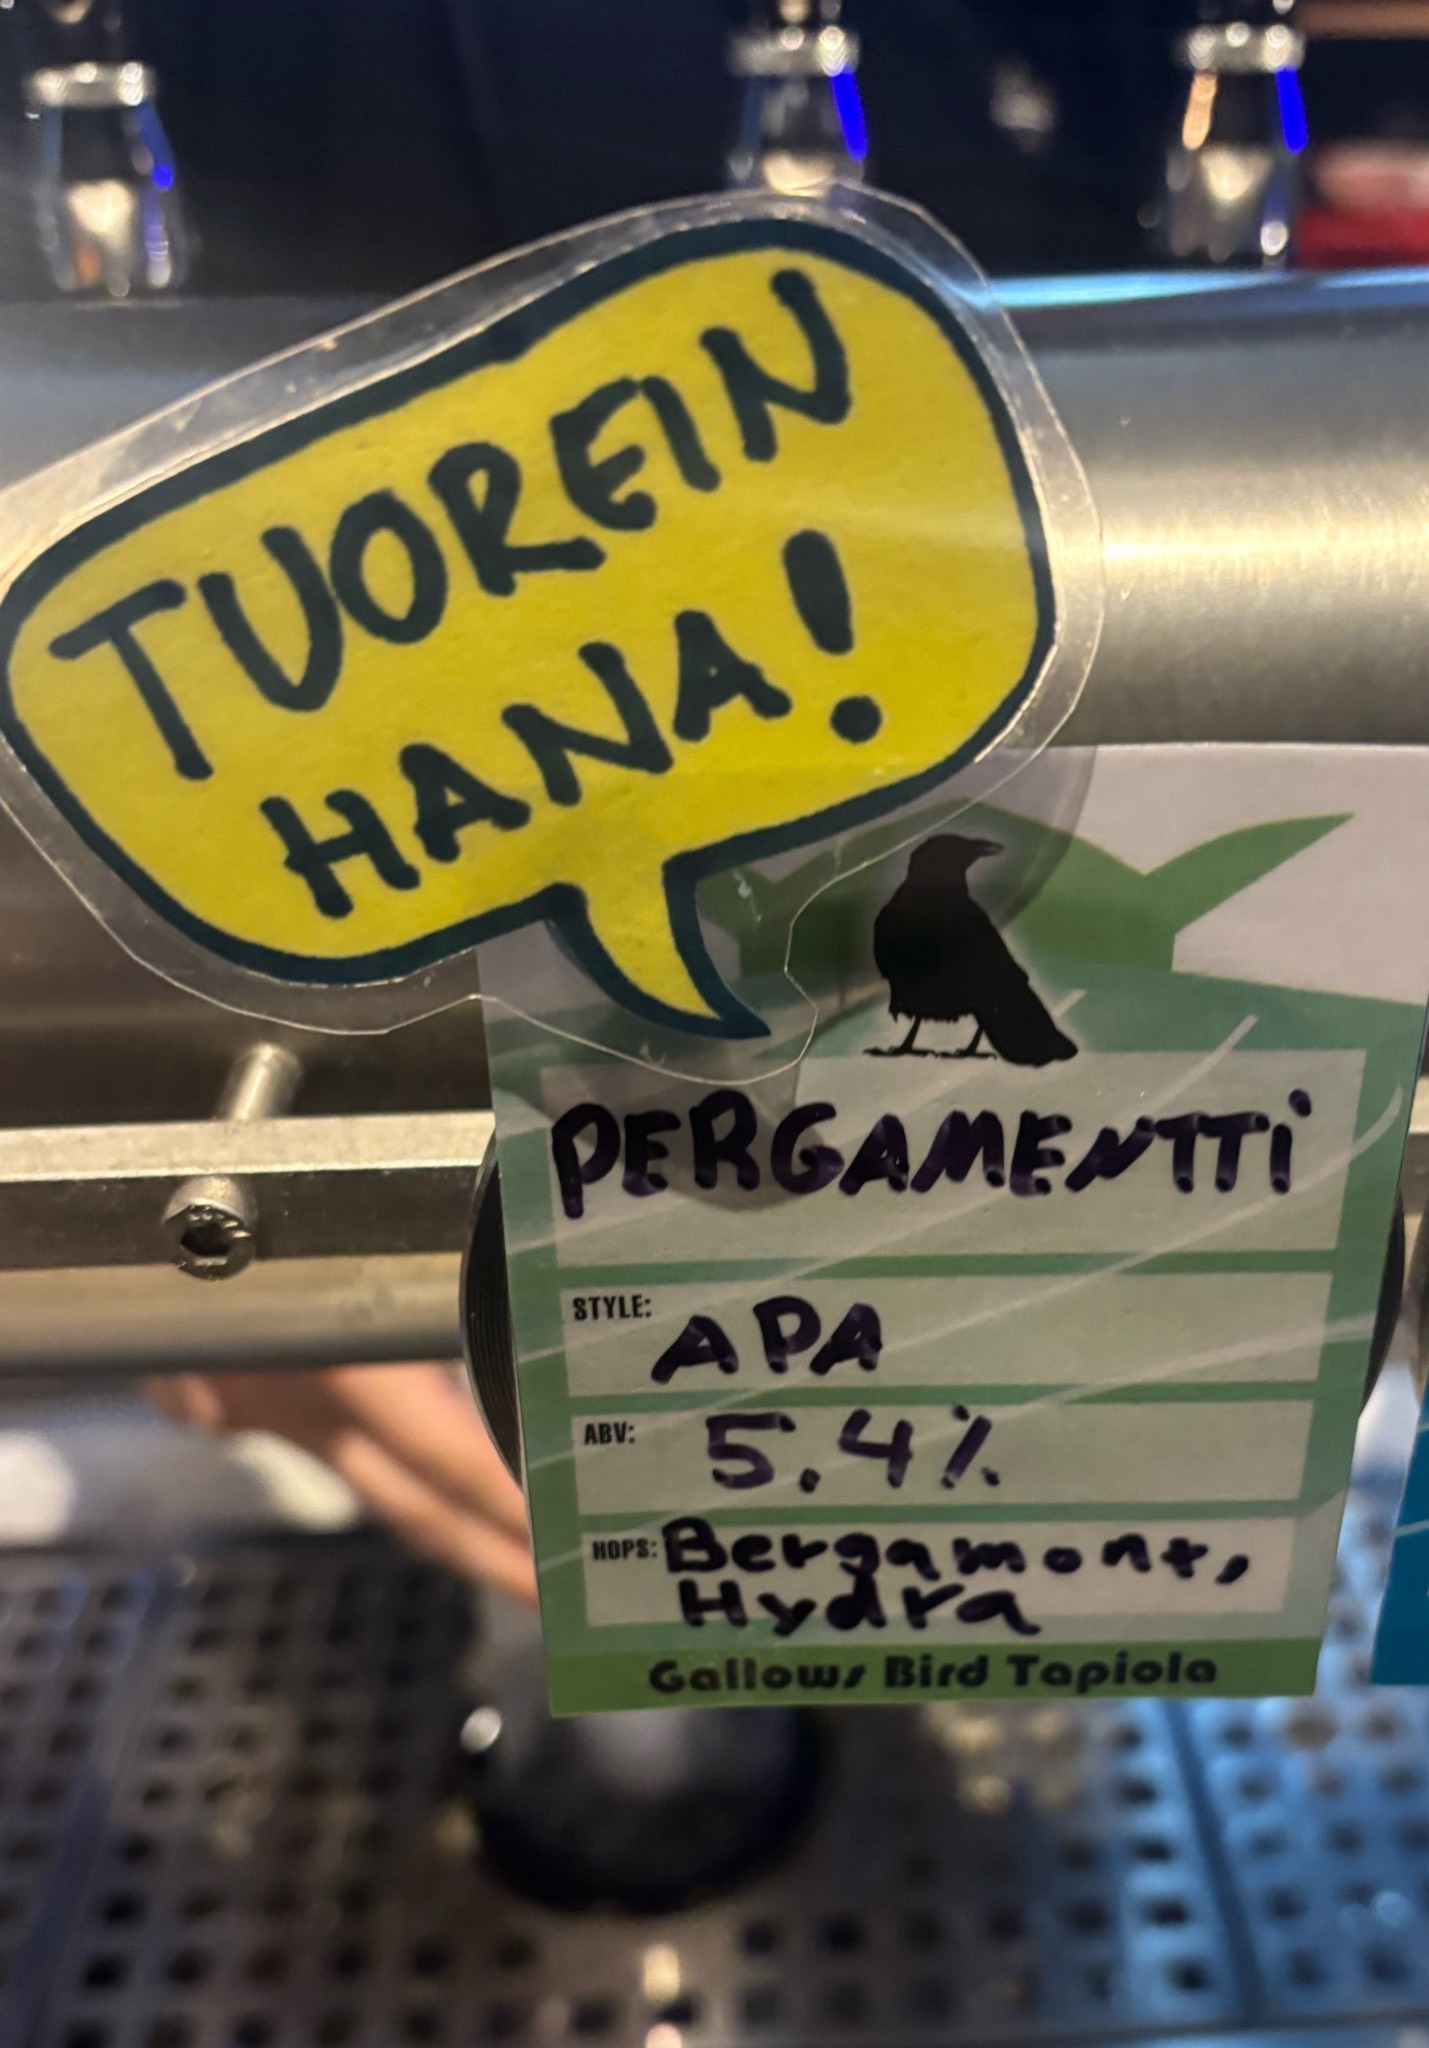 TUOREIN
HANA!
PERGAMENTTi
STYLE: APA
ABV: 5.4%
HOPS: Bergamont,
Hydra
Gallows Bird Tapiola